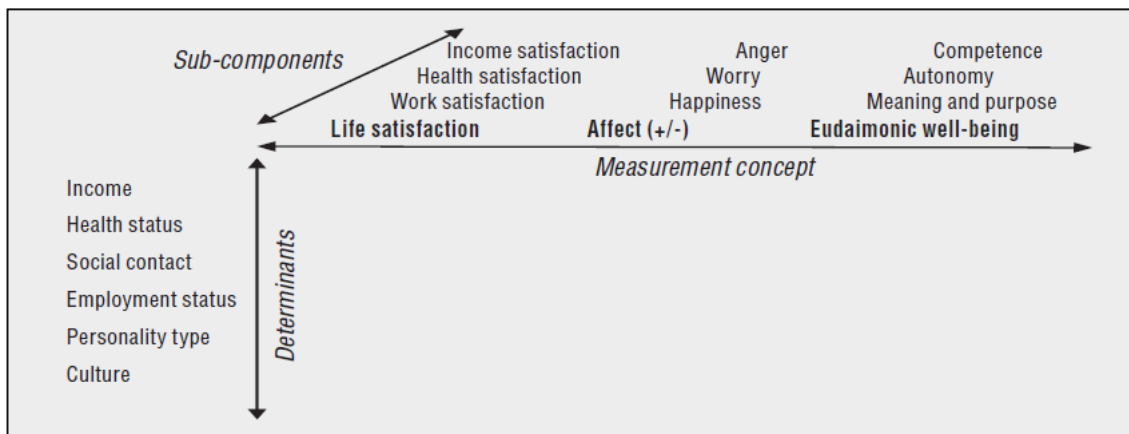 Sub-components
Income satisfaction
Anger
Competence
Health satisfaction
Worry
Autonomy
Work satisfaction
Happiness
Meaning and purpose
Life satisfaction
Affect (+/-)
Eudaimonic well-being
Measurement concept
Income
Health status
Social contact
Employment status
Personality type
Culture
Determinants